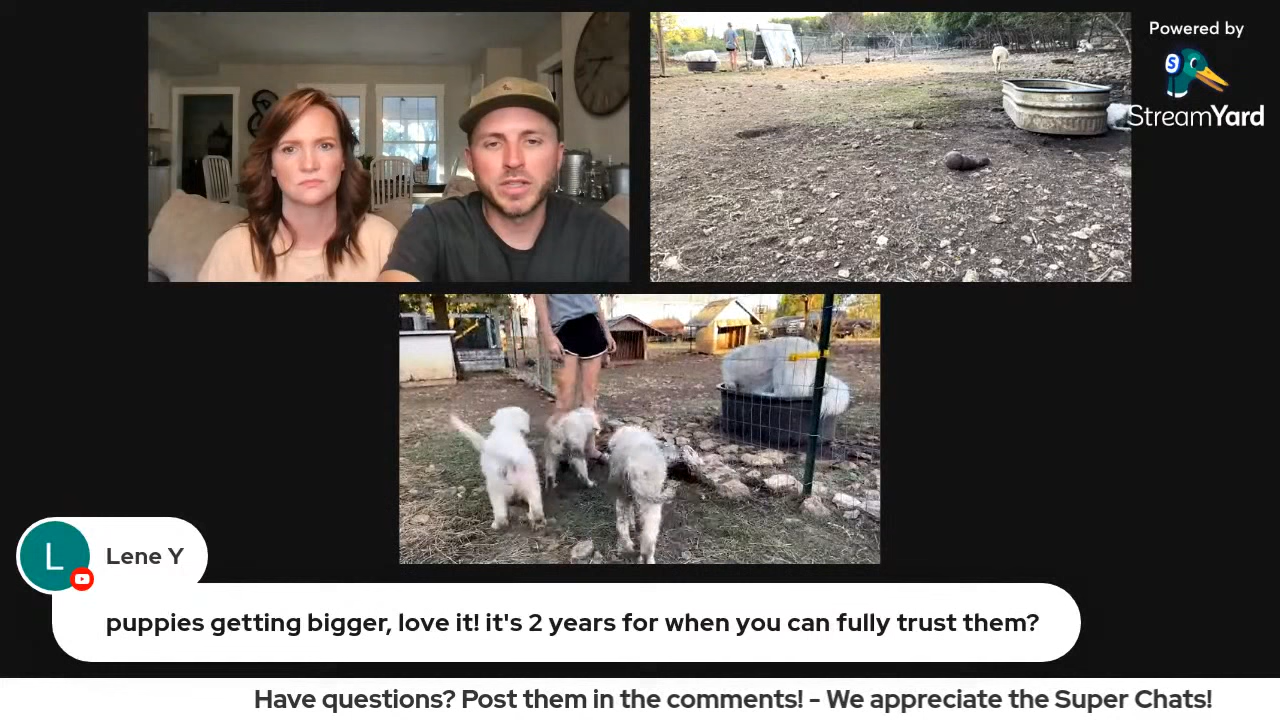 Powered by
S
StreamYard
L
Lene Y
puppies getting bigger, love it! it's 2 years for when you can fully trust them?
Have questions? Post them in the comments! - We appreciate the Super Chats!